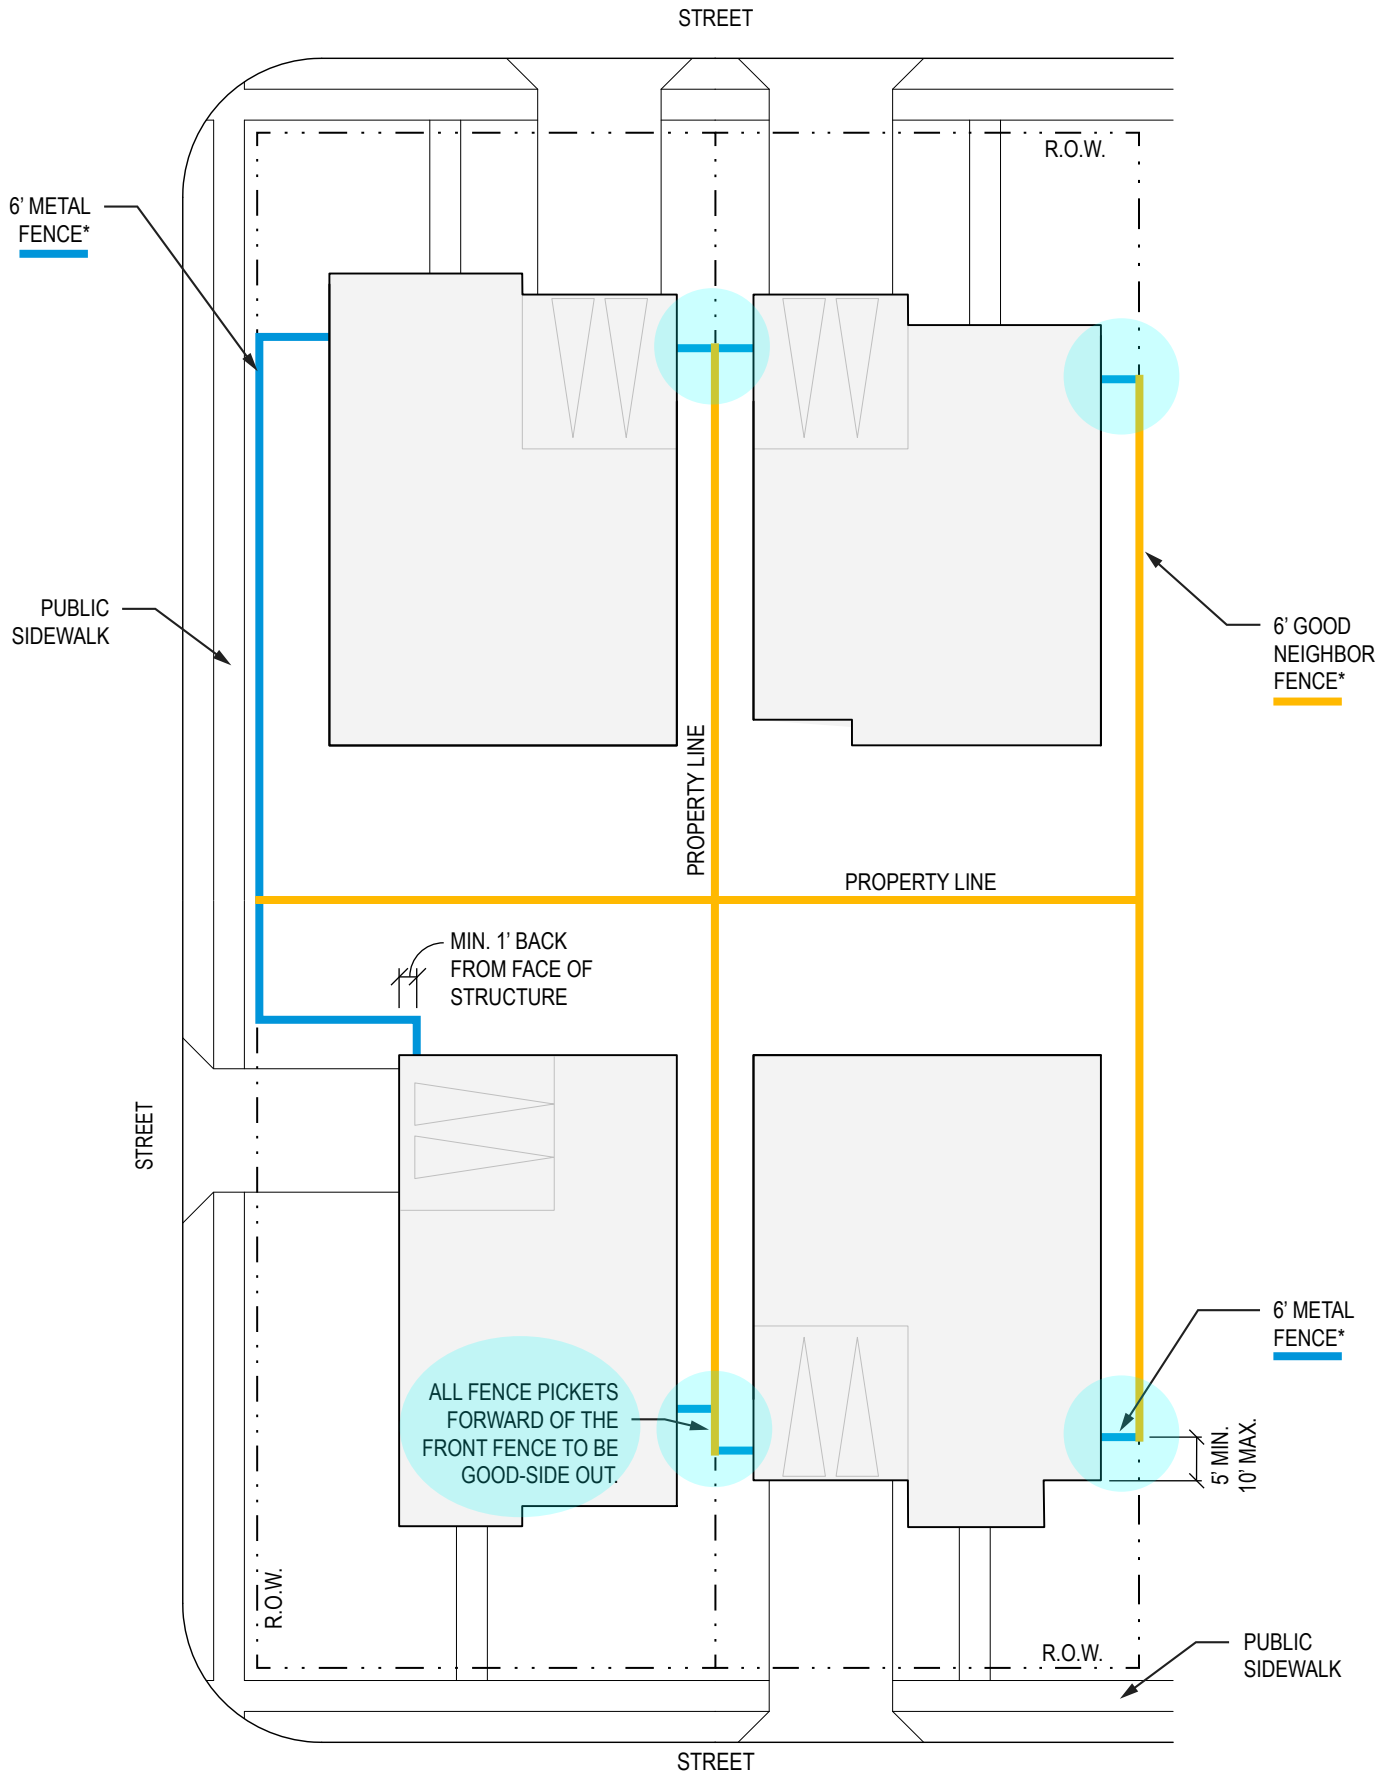 STREET
R.O.W.
6’ METAL
FENCE*
PUBLIC
SIDEWALK
6’ GOOD
NEIGHBOR
FENCE*
PROPERTY LINE
PROPERTY LINE
MIN. 1’ BACK
FROM FACE OF
STRUCTURE
STREET
6’ METAL
FENCE*
ALL FENCE PICKETS
FORWARD OF THE
FRONT FENCE TO BE
GOOD-SIDE OUT.
5’ MIN.
10’ MAX.
R.O.W.
R.O.W.
PUBLIC
SIDEWALK
STREET